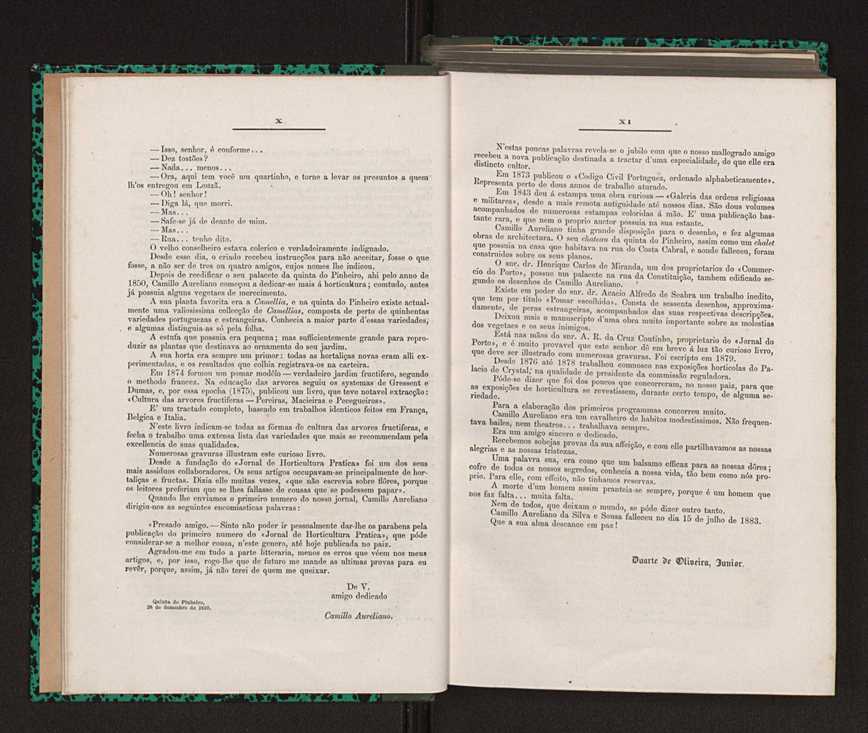 X
— Isso, senhor, é conforme...
— Dez tostões?
— Nada... menos...
— Ora, aqui tem você um quartinho, e torne a levar os presuntos a quem
lh'os entregou em Louzã.
— Oh! senhor!
— Diga lá, que morri.
— Mas...
— Safe-se já de deante de mim.
— Mas...
— Rua... tenho dito.
O velho conselheiro estava colerico e verdadeiramente indignado.
Desde esse dia, o criado recebeu instrucções para não acceitar, fosse o que
fosse, a não ser de tres ou quatro amigos, cujos nomes lhe indicou.
Depois de reedificar o seu palacete da quinta do Pinheiro, ahi pelo anno de
1850, Camillo Aureliano começou a dedicar-se mais á horticultura; comtudo, antes
já possuia alguns vegetaes de merecimento.
A sua planta favorita era a Camellia, e na quinta do Pinheiro existe actual-
mente uma valiosissima collecção de Camellias, composta de perto de quinhentas
variedades portuguezas e estrangeiras. Conhecia a maior parte d'essas variedades,
e algumas distinguia-as só pela folha.
A estufa que possuia era pequena; mas sufficientemente grande para repro-
duzir as plantas que destinava ao ornamento do seu jardim.
A sua horta era sempre um primor: todas as hortaliças novas eram alli ex-
perimentadas, e os resultados que colhia registrava-os na carteira.
Em 1874 formou um pomar modêlo — verdadeiro jardim fructifero, segundo
o methodo francez. Na educação das arvores seguiu os systemas de Gressent e
Dumas, e, por essa epocha (1875), publicou um livro, que teve notavel extracção:
«Cultura das arvores fructiferas — Pereiras, Macieiras e Pecegueiros».
E' um tractado completo, baseado em trabalhos identicos feitos em França,
Belgica e Italia.
N'este livro indicam-se todas as fórmas de cultura das arvores fructiferas, e
fecha o trabalho uma extensa lista das variedades que mais se recommendam pela
excellencia de suas qualidades.
Numerosas gravuras illustram este curioso livro.
Desde a fundação do «Jornal de Horticultura Pratica» foi um dos seus
mais assiduos collaboradores. Os seus artigos occupavam-se principalmente de hor-
taliças e fructas. Dizia elle muitas vezes, «que não escrevia sobre flôres, porque
os leitores preferiam que se lhes fallasse de cousas que se podessem papar».
Quando lhe enviamos o primeiro numero do nosso jornal, Camillo Aureliano
dirigiu-nos as seguintes encomiasticas palavras:
«Presado amigo. — Sinto não poder ir pessoalmente dar-lhe os parabens pela
publicação do primeiro numero do «Jornal de Horticultura Pratica», que póde
considerar-se a melhor cousa, n'este genero, até hoje publicada no paiz.
Agradou-me em tudo a parte litteraria, menos os erros que vêem nos meus
artigos, e, por isso, rogo-lhe que de futuro me mande as ultimas provas para eu
revêr, porque, assim, já não terei de quem me queixar.
De V.
amigo dedicado
Quinta do Pinheiro,
28 de dezembro de 1869.
Camillo Aureliano.
XI
N'estas poucas palavras revela-se o jubilo com que o nosso mallogrado amigo
recebeu a nova publicação destinada a tractar d'uma especialidade, de que elle era
distincto cultor.
Em 1873 publicou o «Codigo Civil Portuguez, ordenado alphabeticamente».
Representa perto de dous annos de trabalho aturado.
Em 1843 deu á estampa uma obra curiosa — «Galeria das ordens religiosas
e militares», desde a mais remota antiguidade até nossos dias. São dous volumes
acompanhados de numerosas estampas coloridas á mão. E' uma publicação bas-
tante rara, e que nem o proprio auctor possuia na sua estante.
Camillo Aureliano tinha grande disposição para o desenho, e fez algumas
obras de architectura. O seu chateau da quinta do Pinheiro, assim como um chalet
que possuia na casa que habitava na rua do Costa Cabral, e aonde falleceu, foram
construidos sobre os seus planos.
O snr. dr. Henrique Carlos de Miranda, um dos proprietarios do «Commer-
cio do Porto», possue um palacete na rua da Constituição, tambem edificado se-
gundo os desenhos de Camillo Aureliano.
Existe em poder do snr. dr. Acacio Alfredo de Seabra um trabalho inedito,
que tem por titulo «Pomar escolhido». Consta de sessenta desenhos, approxima-
damente, de peras estrangeiras, acompanhados das suas respectivas descripções.
Deixou mais o manuscripto d'uma obra muito importante sobre as molestias
dos vegetaes e os seus inimigos.
Está nas mãos do snr. A. R. da Cruz Coutinho, proprietario do «Jornal do
Porto», e é muito provavel que este senhor dê em breve á luz tão curioso livro,
que deve ser illustrado com numerosas gravuras. Foi escripto em 1879.
Desde 1876 até 1878 trabalhou comnosco nas exposições horticolas do Pa-
lacio de Crystal, na qualidade de presidente da commissão reguladora.
Póde-se dizer que foi dos poucos que concorreram, no nosso paiz, para que
as exposições de horticultura se revestissem, durante certo tempo, de alguma se-
riedade.
Para a elaboração dos primeiros programmas concorreu muito.
Camillo Aureliano era um cavalheiro de habitos modestissimos. Não frequen-
tava bailes, nem theatros... trabalhava sempre.
Era um amigo sincero e dedicado.
Recebemos sobejas provas da sua affeição, e com elle partilhavamos as nossas
alegrias e as nossas tristezas.
Uma palavra sua, era como que um balsamo efficaz para as nossas dôres;
cofre de todos os nossos segredos, conhecia a nossa vida, tão bem como nós pro-
prio. Para elle, com effeito, não tinhamos reservas.
A morte d'um homem assim pranteia-se sempre, porque é um homem que
nos faz falta... muita falta.
Nem de todos, que deixam o mundo, se póde dizer outro tanto.
Camillo Aureliano da Silva e Sousa falleceu no dia 15 de julho de 1883.
Que a sua alma descance em paz!
Duarte de Oliveira, Junior.